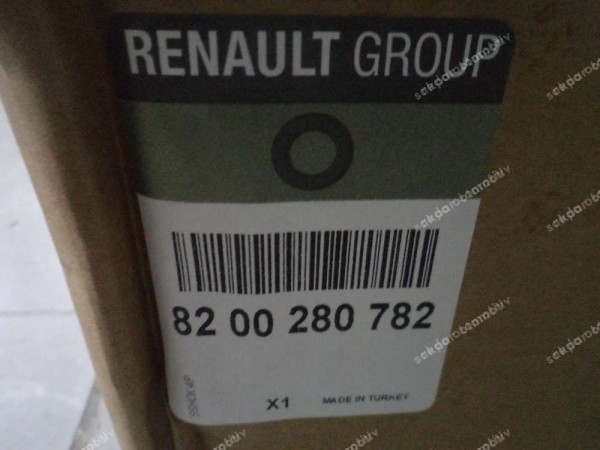 RENAULT GROUP
82 00 280 782
X1
MADE IN TURKEY